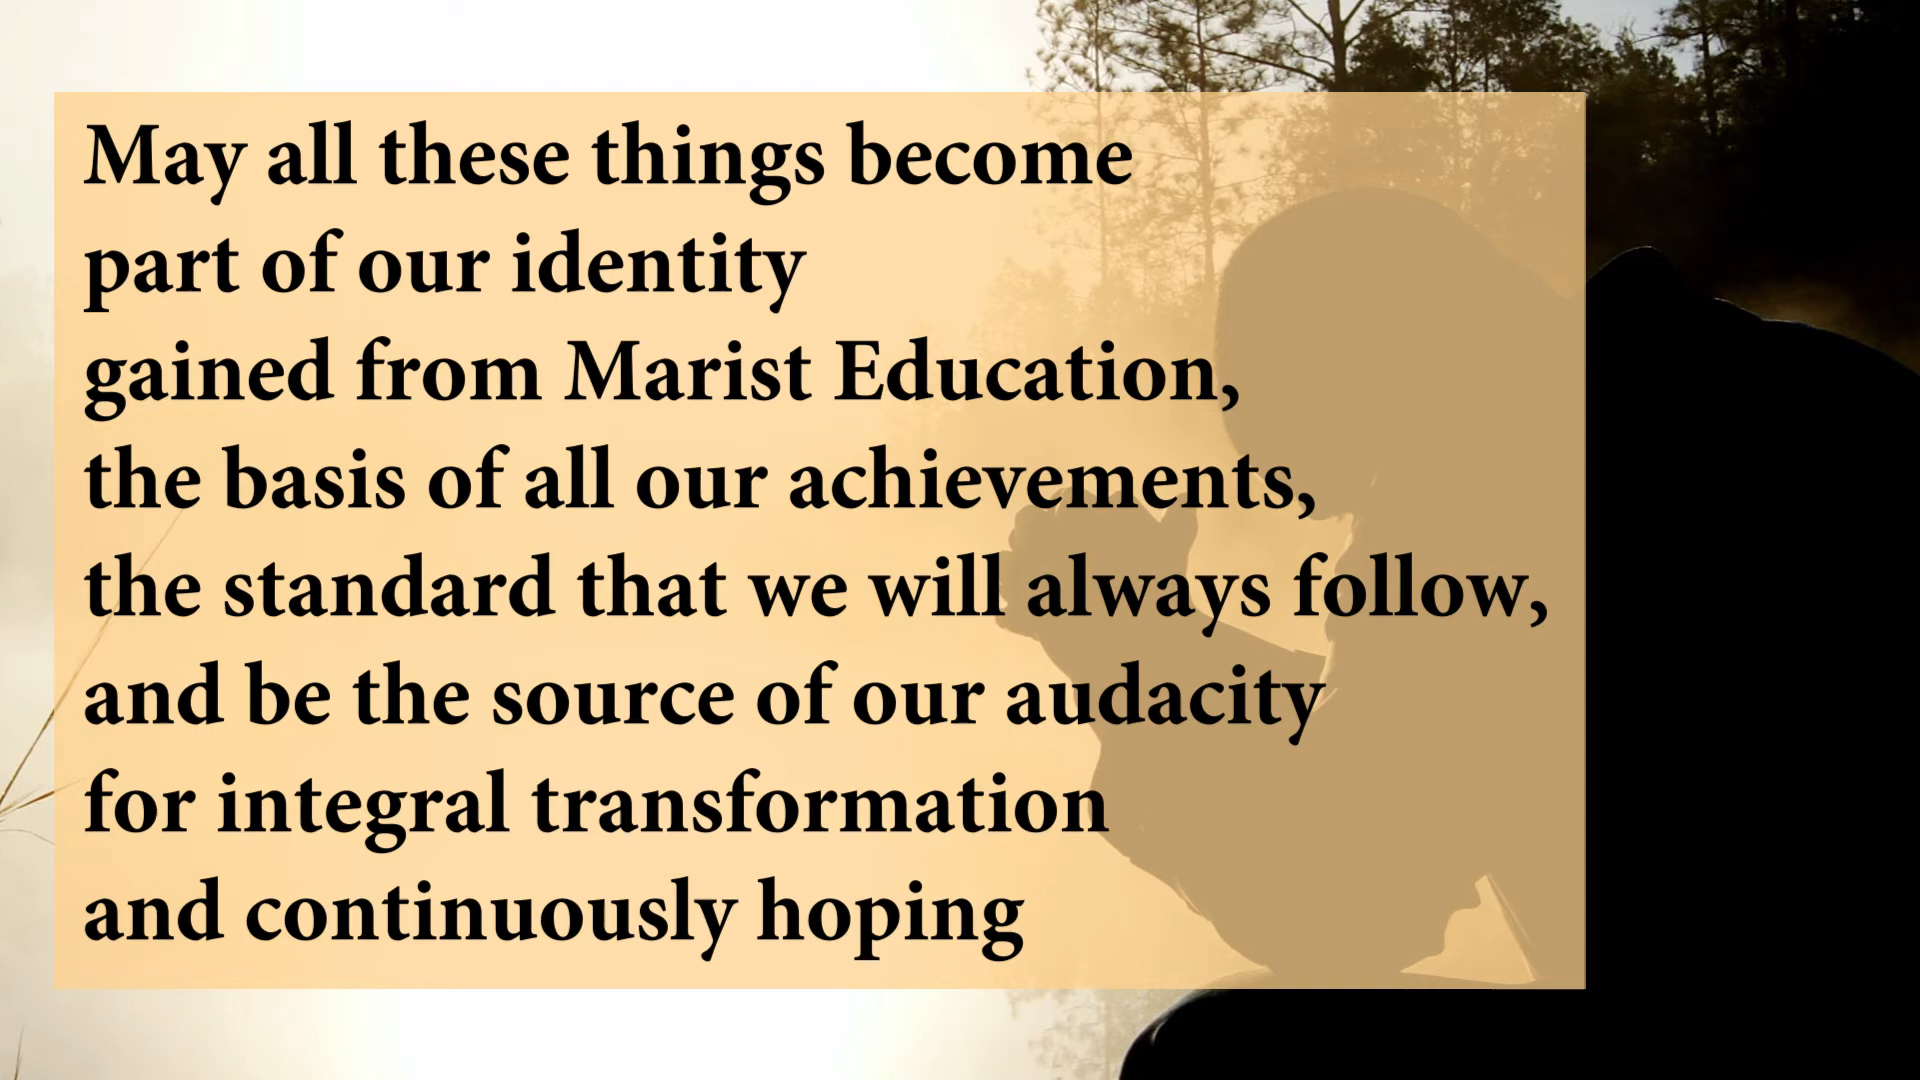 May all these things become
part of our identity
gained from Marist Education,
the basis of all our achievements,
the standard that we will always follow,
and be the source of our audacity
for integral transformation
and continuously hoping